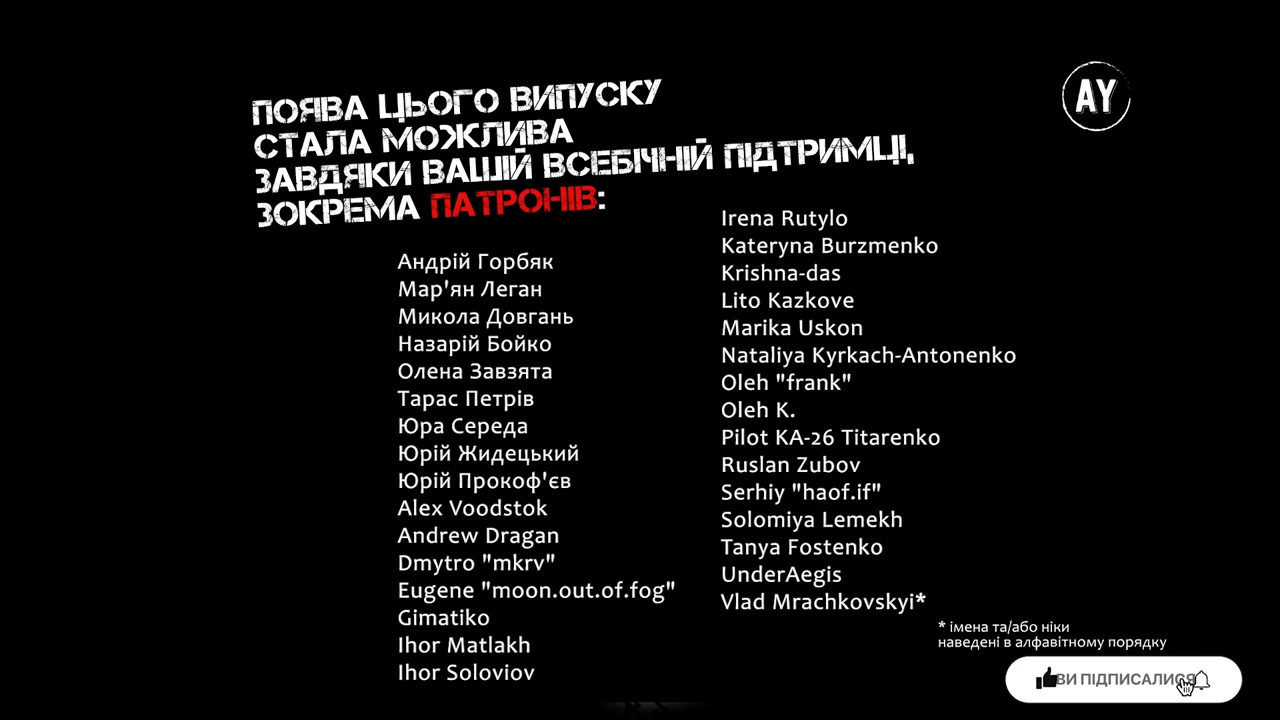 ПОЯВА ЦЬОГО ВИПУСКУ
СТАЛА МОЖЛИВА
ЗАВДЯКИ ВАШІЙ ВСЕБІЧНІЙ ПІДТРИМЦІ,
ЗОКРЕМА ПАТРОНІВ:
АУ
Андрій Горбяк
Мар'ян Леган
Микола Довгань
Назарій Бойко
Олена Завзята
Тарас Петрів
Юра Середа
Юрій Жидецький
Юрій Прокоф'єв
Alex Voodstok
Andrew Dragan
Dmytro "mkrv"
Eugene "moon.out.of.fog"
Gimatiko
Ihor Matlakh
Ihor Soloviov
Irena Rutylo
Kateryna Burzmenko
Krishna-das
Lito Kazkove
Marika Uskon
Nataliya Kyrkach-Antonenko
Oleh "frank"
Oleh K.
Pilot KA-26 Titarenko
Ruslan Zubov
Serhiy "haof.if"
Solomiya Lemekh
Tanya Fostenko
UnderAegis
Vlad Mrachkovskyi*
* імена та/або ніки
наведені в алфавітному порядку
ВИ ПІДПИСАЛИСЯ